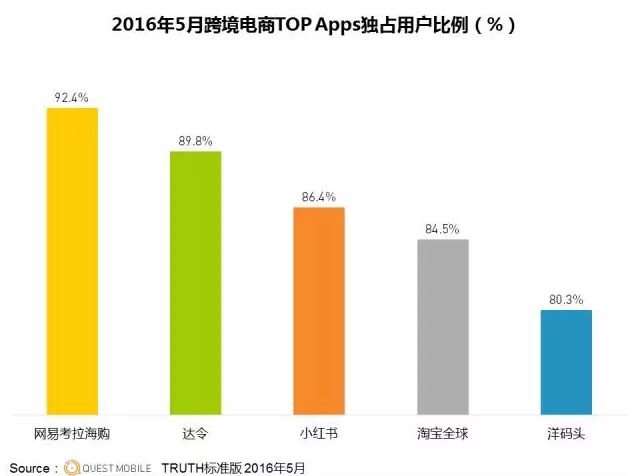 2016年5月跨境电商TOP Apps独占用户比例（%）
92.4%
89.8%
86.4%
84.5%
80.3%
网易考拉海购 达令 小红书 淘宝全球 洋码头
Source： QUEST MOBILE TRUTH标准版 2016年5月